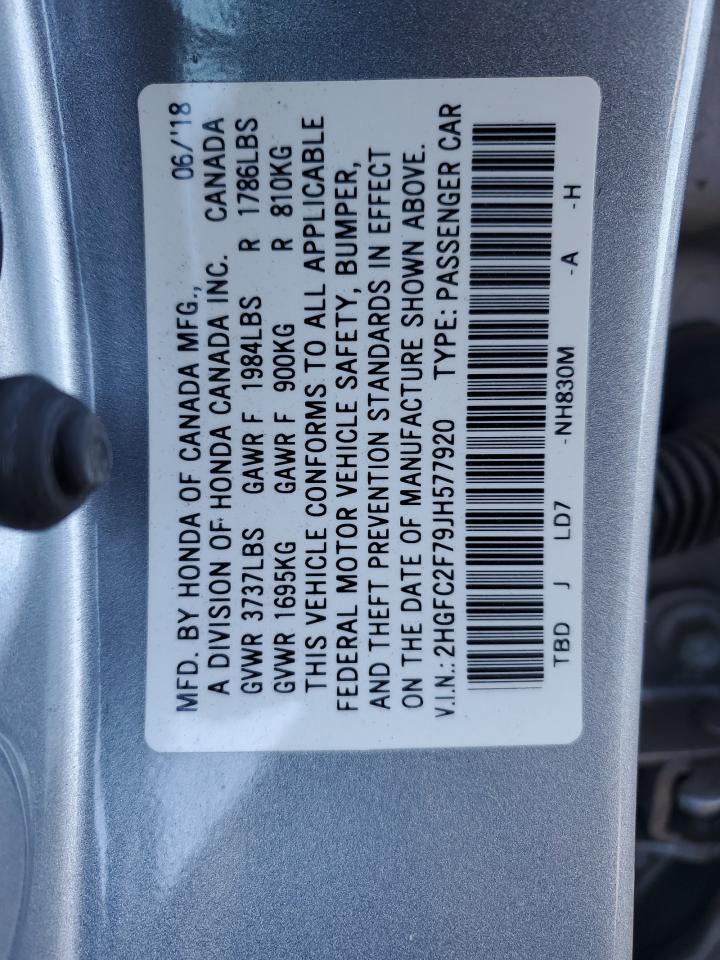 MFD. BY HONDA OF CANADA MFG., 06/'18
A DIVISION OF HONDA CANADA INC. CANADA
GVWR 3737LBS GAWR F 1984LBS R 1786LBS
GVWR 1695KG GAWR F 900KG R 810KG
THIS VEHICLE CONFORMS TO ALL APPLICABLE
FEDERAL MOTOR VEHICLE SAFETY, BUMPER,
AND THEFT PREVENTION STANDARDS IN EFFECT
ON THE DATE OF MANUFACTURE SHOWN ABOVE.
V.I.N.: 2HGFC2F79JH577920 TYPE: PASSENGER CAR
TBD J LD7 -NH830M -A -H